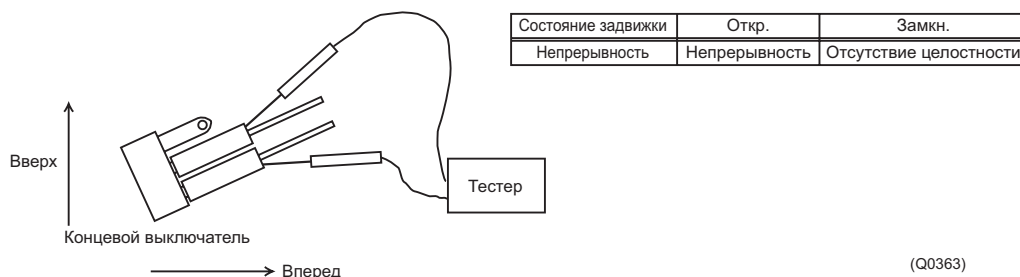 Состояние задвижки Откр. Замкн.
Непрерывность Непрерывность Отсутствие целостности
Вверх
Тестер
Концевой выключатель
Вперед
(Q0363)